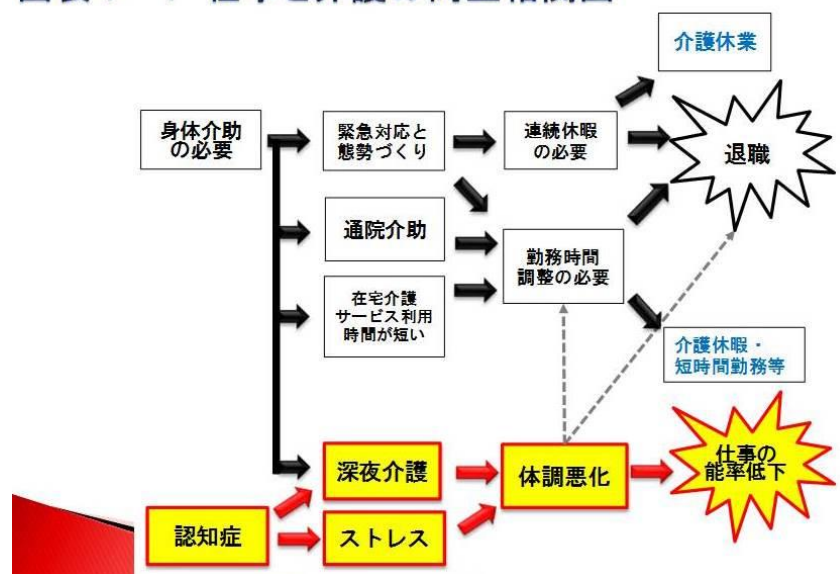 介護休業
身体介助
の必要
緊急対応と
態勢づくり
連続休暇
の必要
退職
通院介助
勤務時間
調整の必要
在宅介護
サービス利用
時間が短い
介護休暇・
短時間勤務等
深夜介護
体調悪化
仕事の
能率低下
認知症
ストレス